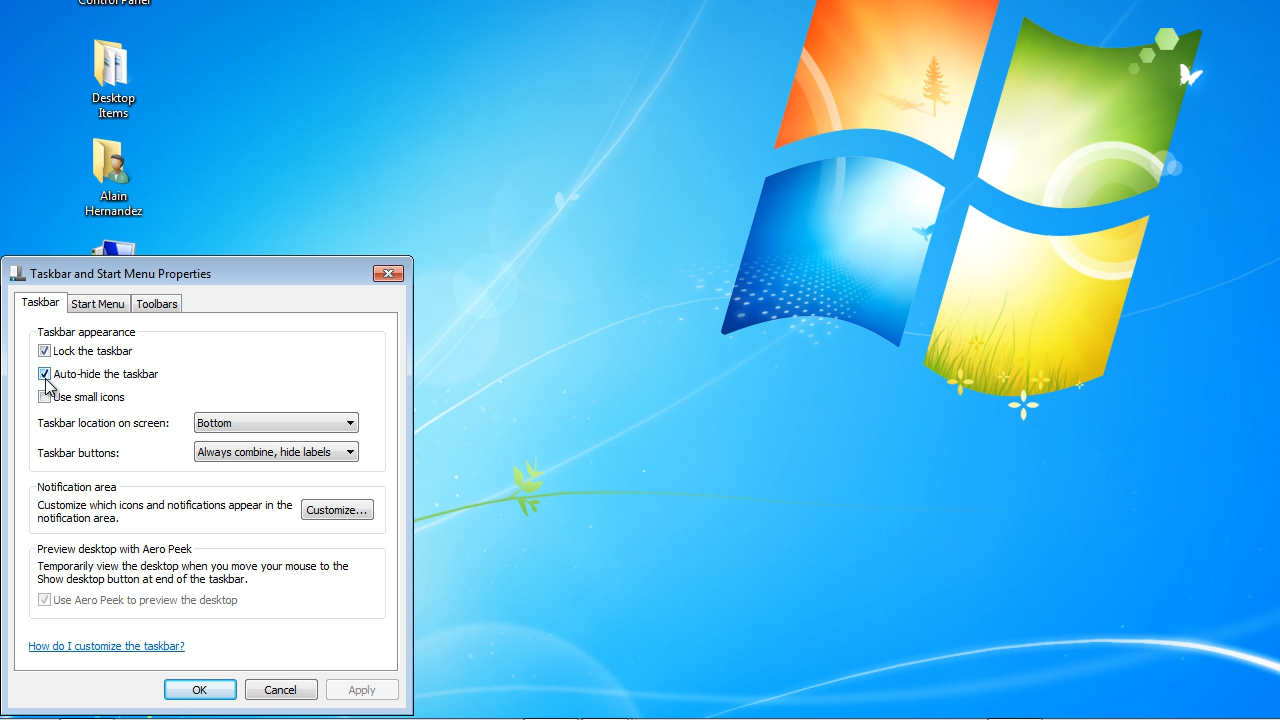 Control Panel
Desktop
Items
Alain
Hernandez
Taskbar and Start Menu Properties
Taskbar
Start Menu
Toolbars
Taskbar appearance
Lock the taskbar
Auto-hide the taskbar
Use small icons
Taskbar location on screen:
Bottom
Taskbar buttons:
Always combine, hide labels
Notification area
Customize which icons and notifications appear in the
notification area.
Customize...
Preview desktop with Aero Peek
Temporarily view the desktop when you move your mouse to the
Show desktop button at end of the taskbar.
Use Aero Peek to preview the desktop
How do I customize the taskbar?
OK
Cancel
Apply